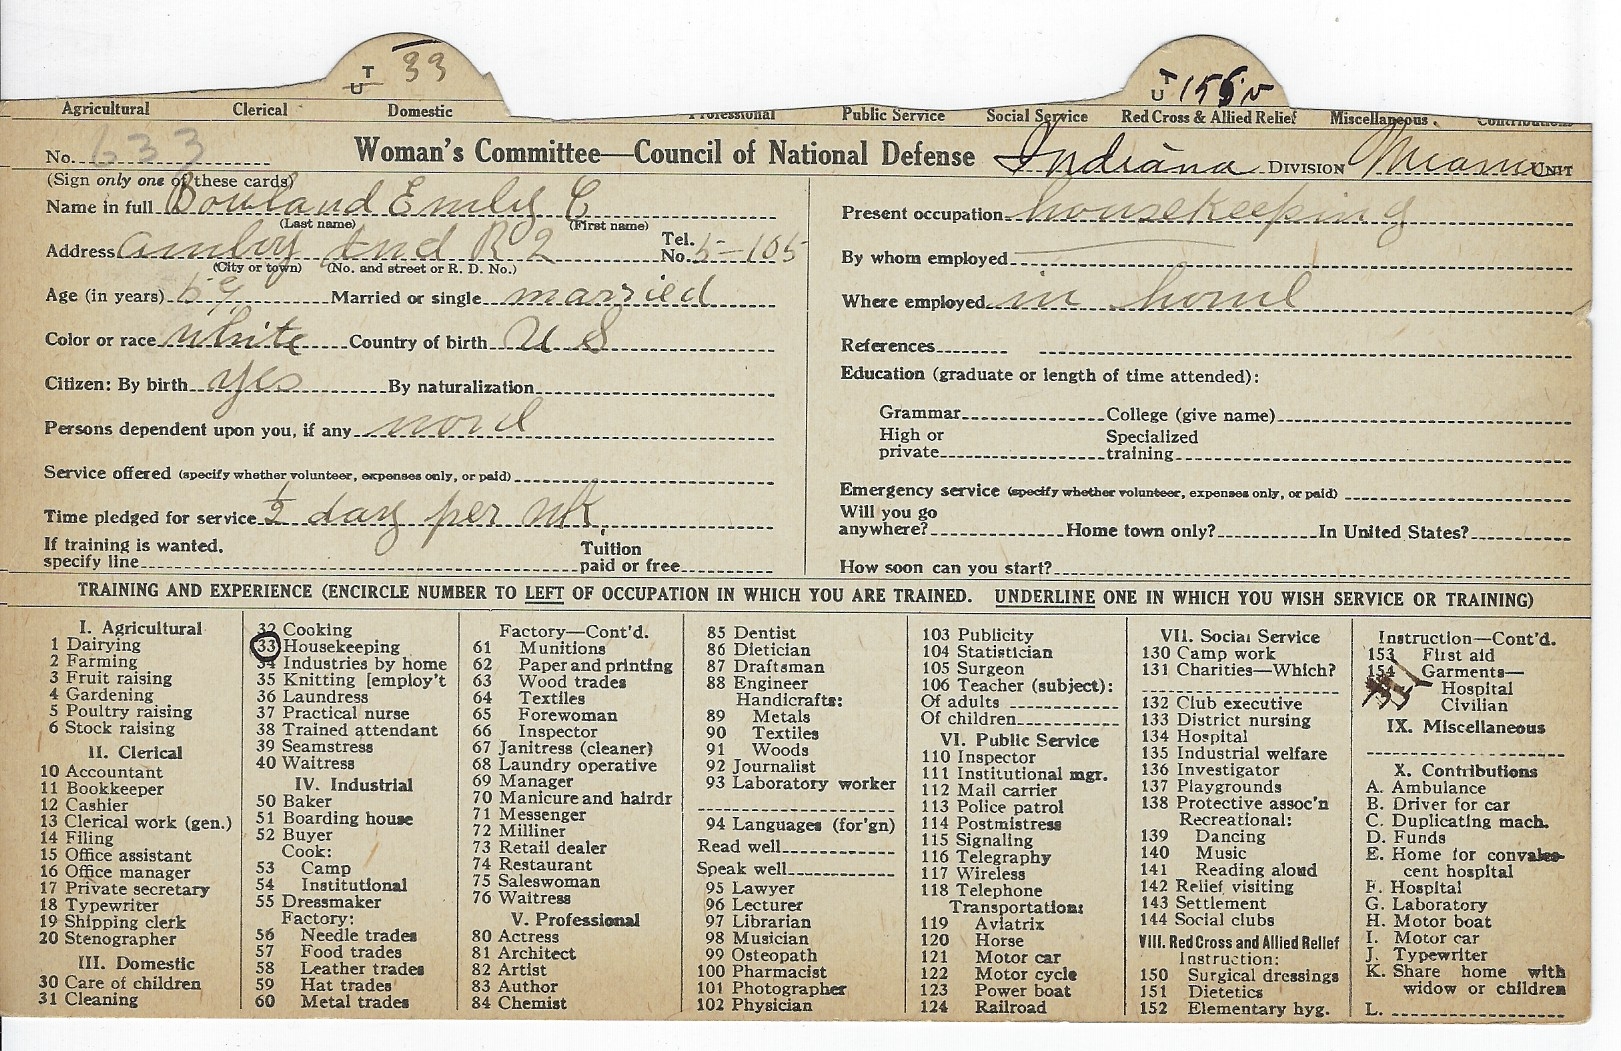 T
U 33
T
U
Agricultural Clerical Domestic Professional Public Service Social Service Red Cross & Allied Relief Miscellaneous Contributions
No. 633 Woman's Committee—Council of National Defense Indiana DIVISION Miami UNIT
(Sign only one of these cards)
Name in full Bowland Emily C
(Last name) (First name)
Address Amboy Ind R 2 Tel. No. 5-105
(City or town) (No. and street or R. D. No.)
Age (in years) Married or single married
Color or race white Country of birth U S
Citizen: By birth yes By naturalization
Persons dependent upon you, if any none
Service offered (specify whether volunteer, expenses only, or paid)
Time pledged for service 1/2 day per wk.
If training is wanted, specify line Tuition paid or free
Present occupation housekeeping
By whom employed
Where employed in home
References
Education (graduate or length of time attended):
Grammar College (give name)
High or private Specialized training
Emergency service (specify whether volunteer, expenses only, or paid)
Will you go anywhere? Home town only? In United States?
How soon can you start?
TRAINING AND EXPERIENCE (ENCIRCLE NUMBER TO LEFT OF OCCUPATION IN WHICH YOU ARE TRAINED. UNDERLINE ONE IN WHICH YOU WISH SERVICE OR TRAINING)
I. Agricultural
1 Dairying
2 Farming
3 Fruit raising
4 Gardening
5 Poultry raising
6 Stock raising
II. Clerical
10 Accountant
11 Bookkeeper
12 Cashier
13 Clerical work (gen.)
14 Filing
15 Office assistant
16 Office manager
17 Private secretary
18 Typewriter
19 Shipping clerk
20 Stenographer
III. Domestic
30 Care of children
31 Cleaning
32 Cooking
33 Housekeeping
34 Industries by home
35 Knitting [employ't
36 Laundress
37 Practical nurse
38 Trained attendant
39 Seamstress
40 Waitress
IV. Industrial
50 Baker
51 Boarding house
52 Buyer
Cook:
53 Camp
54 Institutional
55 Dressmaker
Factory:
56 Needle trades
57 Food trades
58 Leather trades
59 Hat trades
60 Metal trades
Factory—Cont'd.
61 Munitions
62 Paper and printing
63 Wood trades
64 Textiles
65 Forewoman
66 Inspector
67 Janitress (cleaner)
68 Laundry operative
69 Manager
70 Manicure and hairdr
71 Messenger
72 Milliner
73 Retail dealer
74 Restaurant
75 Saleswoman
76 Waitress
V. Professional
80 Actress
81 Architect
82 Artist
83 Author
84 Chemist
85 Dentist
86 Dietician
87 Draftsman
88 Engineer
Handicrafts:
89 Metals
90 Textiles
91 Woods
92 Journalist
93 Laboratory worker
94 Languages (for'gn)
Read well
Speak well
95 Lawyer
96 Lecturer
97 Librarian
98 Musician
99 Osteopath
100 Pharmacist
101 Photographer
102 Physician
103 Publicity
104 Statistician
105 Surgeon
106 Teacher (subject):
Of adults
Of children
VI. Public Service
110 Inspector
111 Institutional mgr.
112 Mail carrier
113 Police patrol
114 Postmistress
115 Signaling
116 Telegraphy
117 Wireless
118 Telephone
Transportation:
119 Aviatrix
120 Horse
121 Motor car
122 Motor cycle
123 Power boat
124 Railroad
VII. Social Service
130 Camp work
131 Charities—Which?
132 Club executive
133 District nursing
134 Hospital
135 Industrial welfare
136 Investigator
137 Playgrounds
138 Protective assoc'n
Recreational:
139 Dancing
140 Music
141 Reading aloud
142 Relief visiting
143 Settlement
144 Social clubs
VIII. Red Cross and Allied Relief
Instruction:
150 Surgical dressings
151 Dietetics
152 Elementary hyg.
Instruction—Cont'd.
153 First aid
154 Garments—
Hospital
Civilian
IX. Miscellaneous
X. Contributions
A. Ambulance
B. Driver for car
C. Duplicating mach.
D. Funds
E. Home for convalescent hospital
F. Hospital
G. Laboratory
H. Motor boat
I. Motor car
J. Typewriter
K. Share home with widow or children
L.